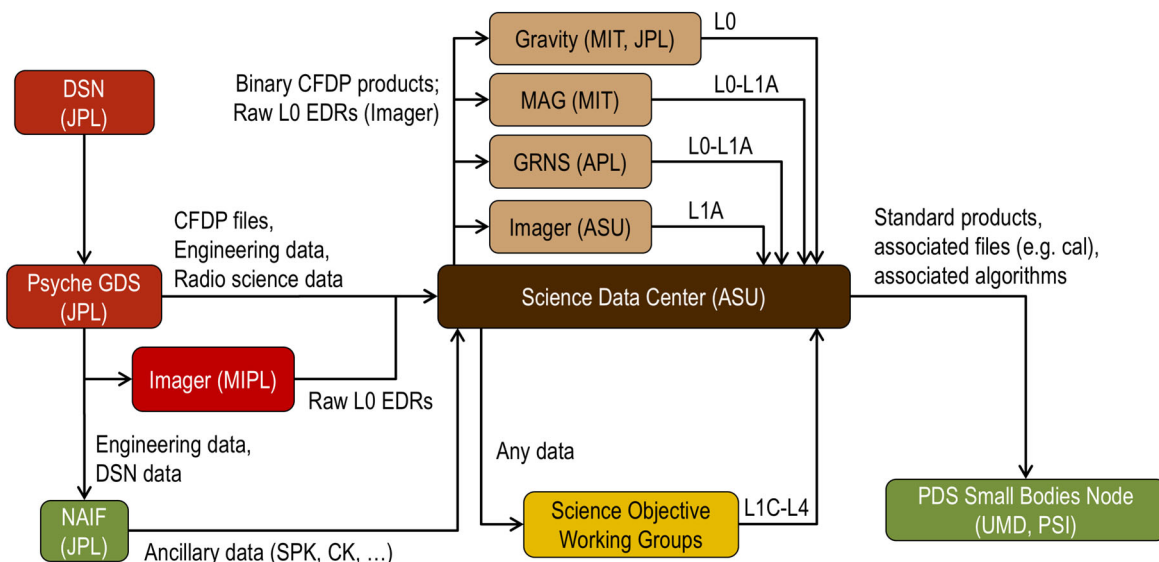 DSN
(JPL)
Binary CFDP products;
Raw L0 EDRs (Imager)
Gravity (MIT, JPL)
L0
MAG (MIT)
L0-L1A
GRNS (APL)
L0-L1A
Imager (ASU)
L1A
CFDP files,
Engineering data,
Radio science data
Psyche GDS
(JPL)
Science Data Center (ASU)
Standard products,
associated files (e.g. cal),
associated algorithms
Imager (MIPL)
Raw L0 EDRs
Engineering data,
DSN data
NAIF
(JPL)
Ancillary data (SPK, CK, …)
Any data
Science Objective
Working Groups
L1C-L4
PDS Small Bodies Node
(UMD, PSI)